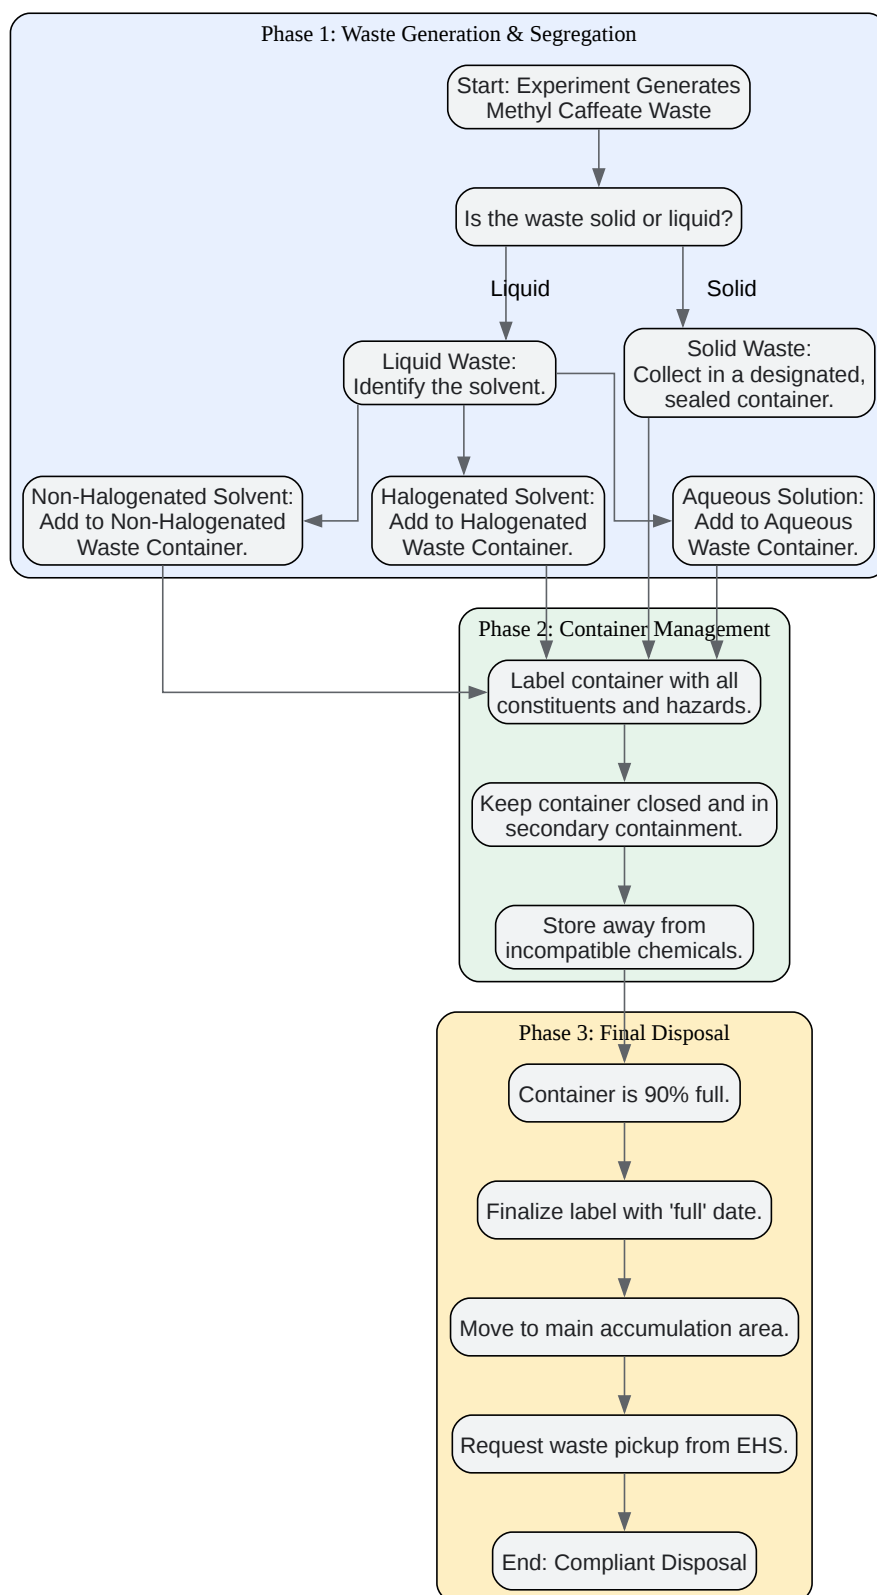 Phase 1: Waste Generation & Segregation
Start: Experiment Generates
Methyl Caffeate Waste
Is the waste solid or liquid?
Liquid
Solid
Liquid Waste:
Identify the solvent.
Solid Waste:
Collect in a designated,
sealed container.
Non-Halogenated Solvent:
Add to Non-Halogenated
Waste Container.
Halogenated Solvent:
Add to Halogenated
Waste Container.
Aqueous Solution:
Add to Aqueous
Waste Container.
Phase 2: Container Management
Label container with all
constituents and hazards.
Keep container closed and in
secondary containment.
Store away from
incompatible chemicals.
Phase 3: Final Disposal
Container is 90% full.
Finalize label with 'full' date.
Move to main accumulation area.
Request waste pickup from EHS.
End: Compliant Disposal